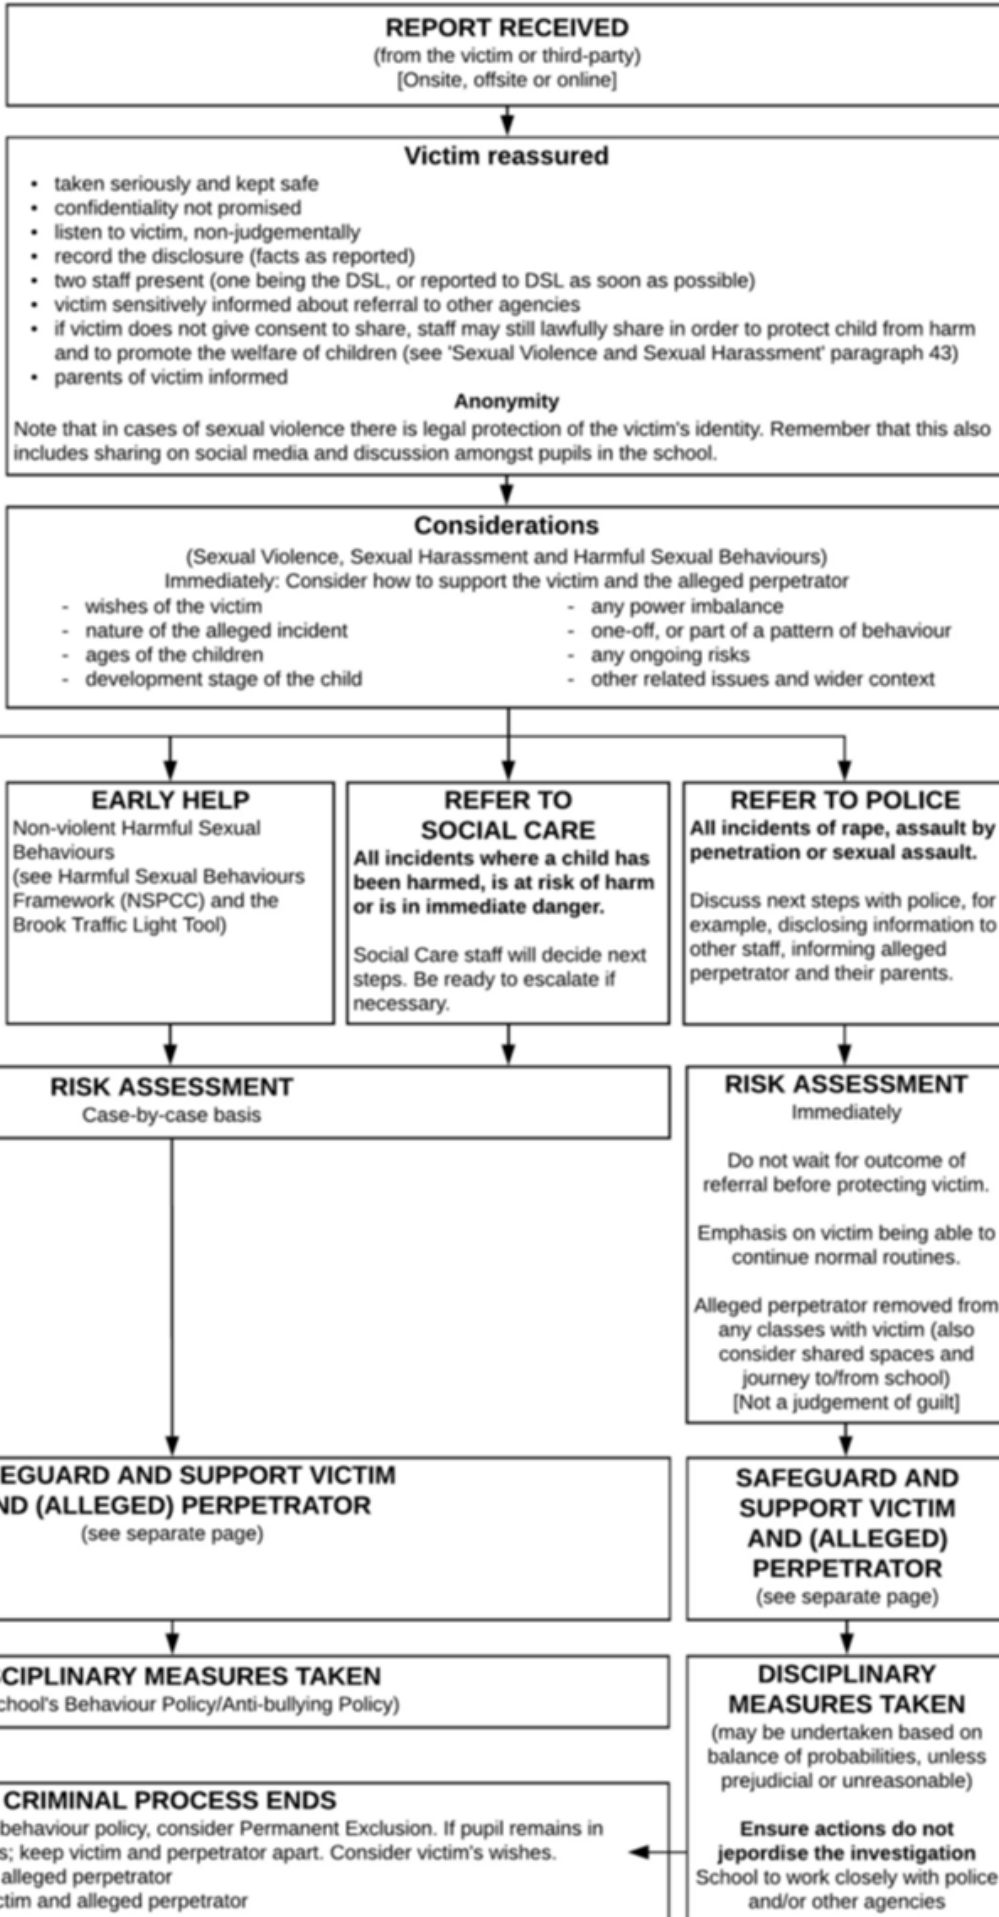 REPORT RECEIVED
(from the victim or third-party)
[Onsite, offsite or online]
Victim reassured
• taken seriously and kept safe
• confidentiality not promised
• listen to victim, non-judgementally
• record the disclosure (facts as reported)
• two staff present (one being the DSL, or reported to DSL as soon as possible)
• victim sensitively informed about referral to other agencies
• if victim does not give consent to share, staff may still lawfully share in order to protect child from harm
and to promote the welfare of children (see 'Sexual Violence and Sexual Harassment' paragraph 43)
• parents of victim informed
Anonymity
Note that in cases of sexual violence there is legal protection of the victim's identity. Remember that this also
includes sharing on social media and discussion amongst pupils in the school.
Considerations
(Sexual Violence, Sexual Harassment and Harmful Sexual Behaviours)
Immediately: Consider how to support the victim and the alleged perpetrator
- wishes of the victim
- nature of the alleged incident
- ages of the children
- development stage of the child
- any power imbalance
- one-off, or part of a pattern of behaviour
- any ongoing risks
- other related issues and wider context
EARLY HELP
Non-violent Harmful Sexual
Behaviours
(see Harmful Sexual Behaviours
Framework (NSPCC) and the
Brook Traffic Light Tool)
REFER TO
SOCIAL CARE
All incidents where a child has
been harmed, is at risk of harm
or is in immediate danger.
Social Care staff will decide next
steps. Be ready to escalate if
necessary.
REFER TO POLICE
All incidents of rape, assault by
penetration or sexual assault.
Discuss next steps with police, for
example, disclosing information to
other staff, informing alleged
perpetrator and their parents.
RISK ASSESSMENT
Case-by-case basis
RISK ASSESSMENT
Immediately
Do not wait for outcome of
referral before protecting victim.
Emphasis on victim being able to
continue normal routines.
Alleged perpetrator removed from
any classes with victim (also
consider shared spaces and
journey to/from school)
[Not a judgement of guilt]
EGUARD AND SUPPORT VICTIM
ND (ALLEGED) PERPETRATOR
(see separate page)
SAFEGUARD AND
SUPPORT VICTIM
AND (ALLEGED)
PERPETRATOR
(see separate page)
CIPLINARY MEASURES TAKEN
chool's Behaviour Policy/Anti-bullying Policy)
DISCIPLINARY
MEASURES TAKEN
(may be undertaken based on
balance of probabilities, unless
prejudicial or unreasonable)
Ensure actions do not
jepordise the investigation
School to work closely with police
and/or other agencies
CRIMINAL PROCESS ENDS
behaviour policy, consider Permanent Exclusion. If pupil remains in
s; keep victim and perpetrator apart. Consider victim's wishes.
alleged perpetrator
ctim and alleged perpetrator